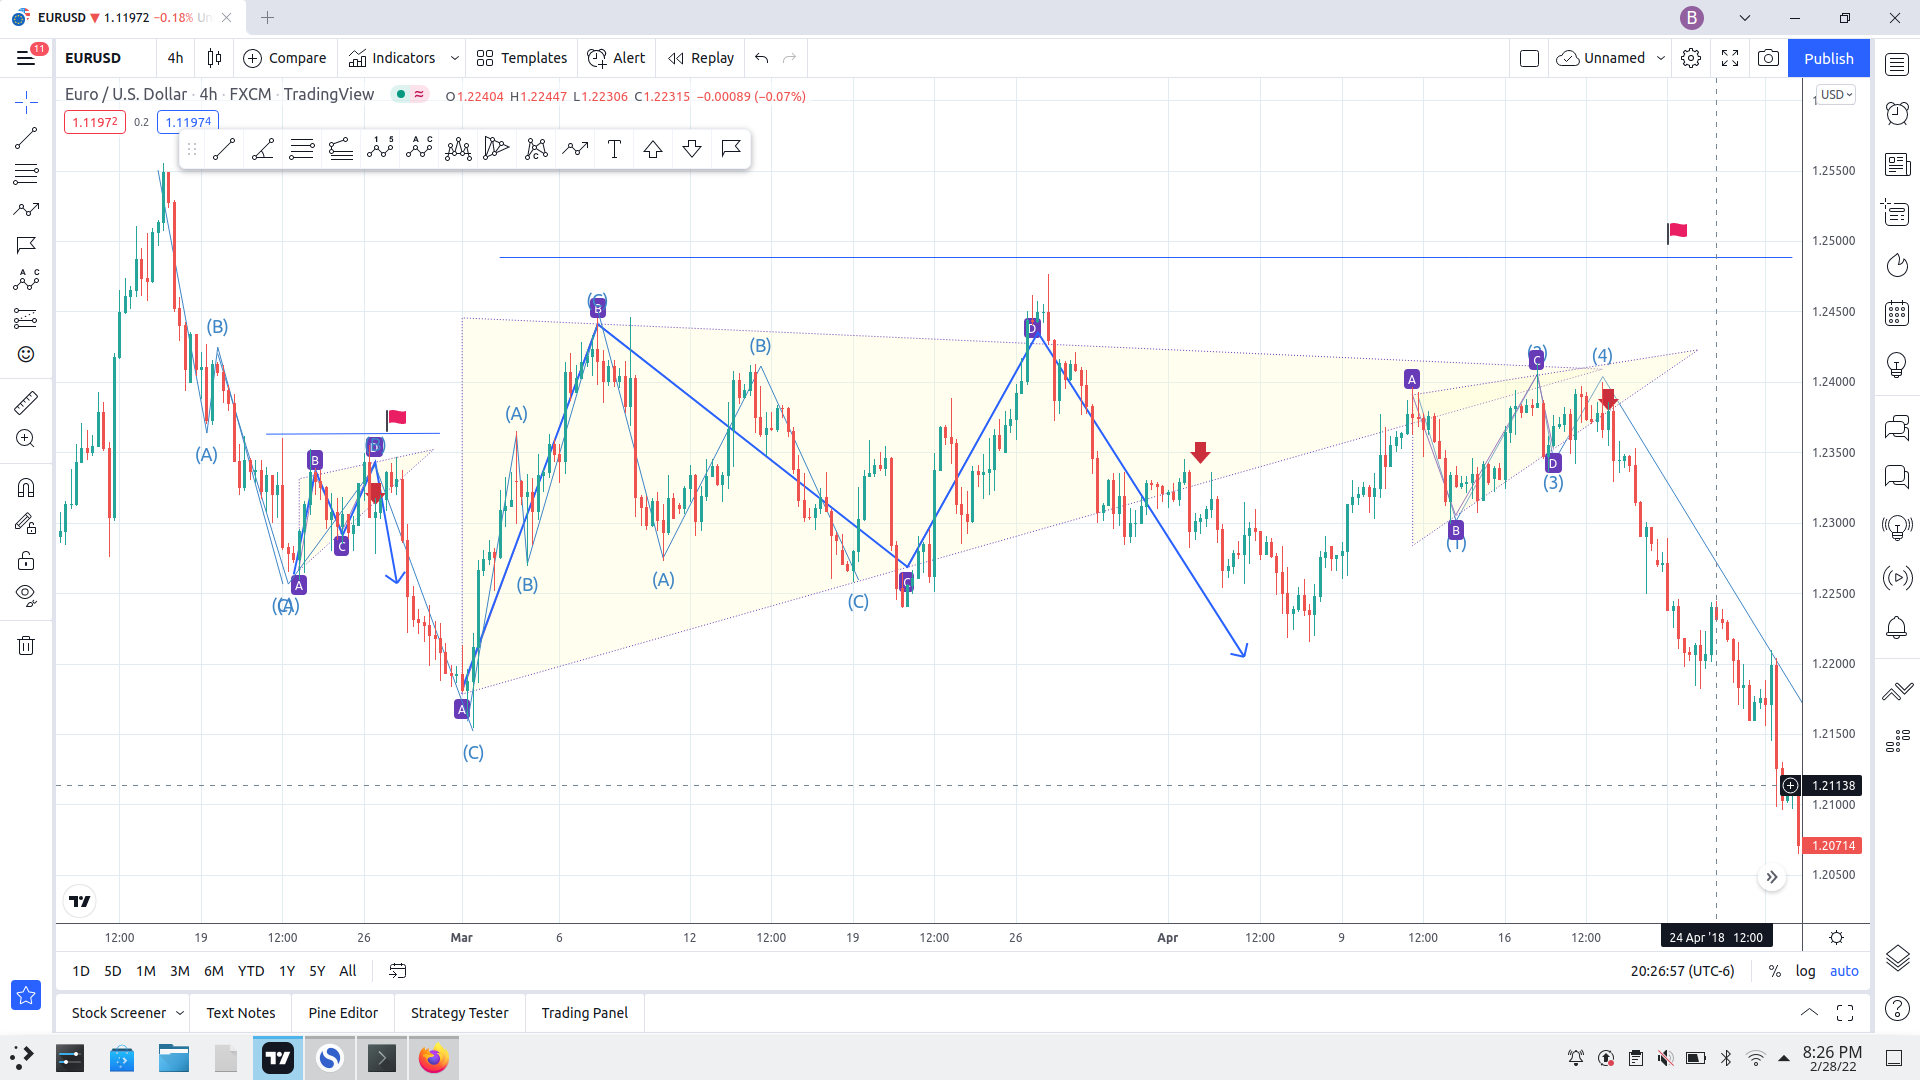 EURUSD ▼ 1.11972 −0.18% Un
B
11
EURUSD 4h Compare Indicators Templates Alert Replay Unnamed Publish
Euro / U.S. Dollar · 4h · FXCM · TradingView O1.22404 H1.22447 L1.22306 C1.22315 −0.00089 (−0.07%)
USD
1.11972 0.2 1.11974
1 5
A C
T
C
A C
1.25500
1.25000
1.24500
1.24000
1.23500
1.23000
1.22500
1.22000
1.21500
1.21138
1.21000
1.20714
1.20500
(B)
(A)
B
D
C
A
(A)
A
(C)
(A)
(B)
B
(B)
(A)
(C)
C
D
A
C
(4)
D
(3)
B
(1)
12:00 19 12:00 26 Mar 6 12 12:00 19 12:00 26 Apr 12:00 9 12:00 16 12:00 24 Apr '18 12:00
1D 5D 1M 3M 6M YTD 1Y 5Y All 20:26:57 (UTC-6) % log auto
Stock Screener Text Notes Pine Editor Strategy Tester Trading Panel
8:26 PM
2/28/22